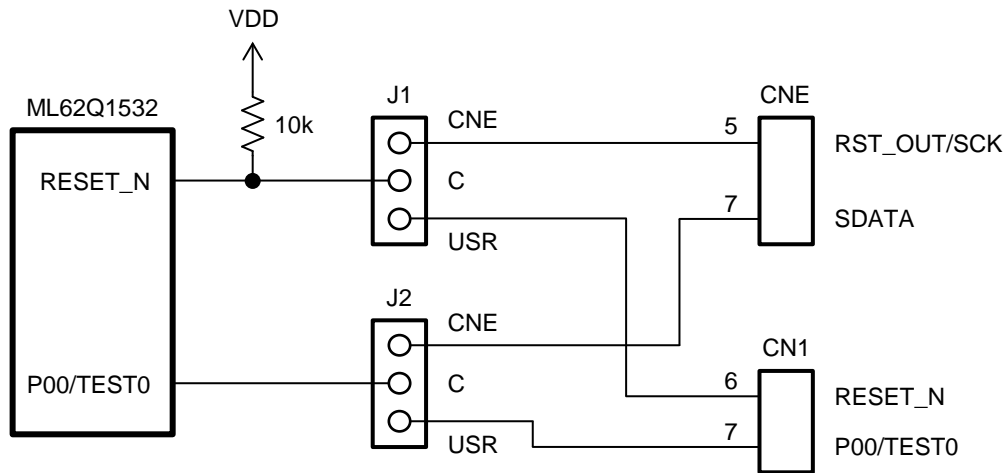 VDD
ML62Q1532
10k
J1
CNE
CNE
5
RST_OUT/SCK
RESET_N
C
7
SDATA
USR
J2
CNE
CN1
P00/TEST0
C
6
RESET_N
USR
7
P00/TEST0